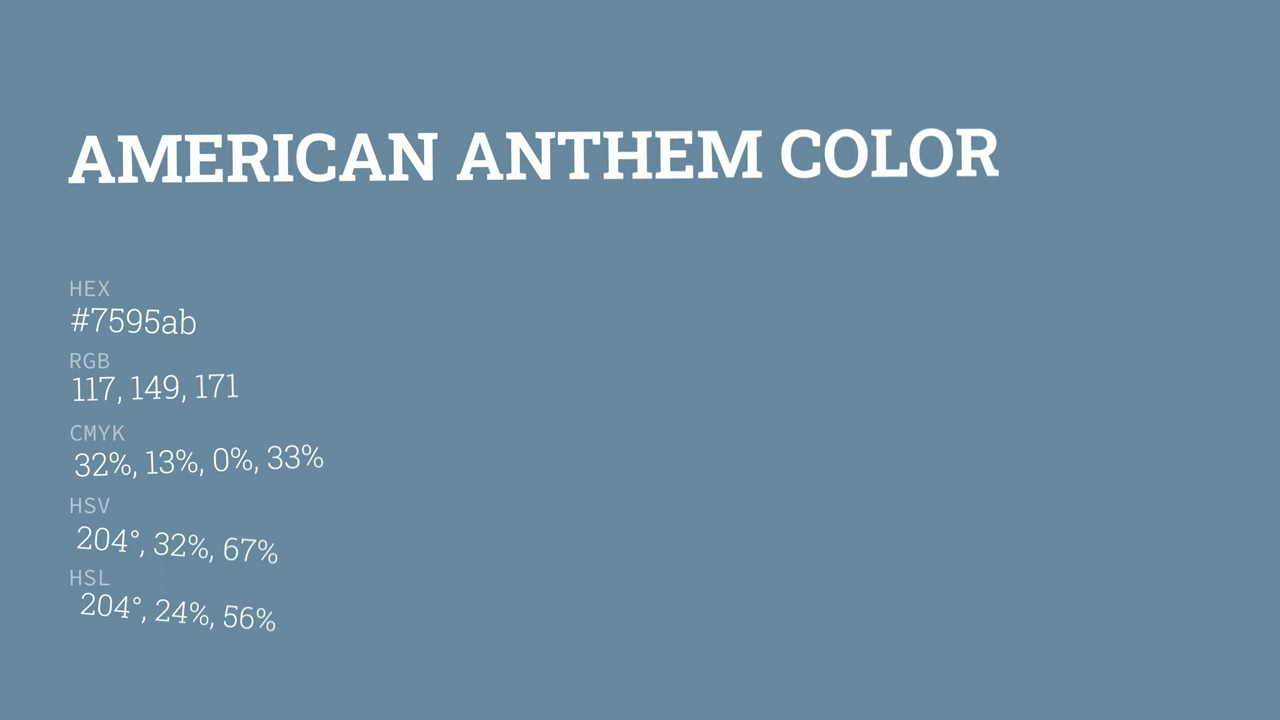 AMERICAN ANTHEM COLOR
HEX
#7595ab
RGB
117, 149, 171
CMYK
32%, 13%, 0%, 33%
HSV
204°, 32%, 67%
HSL
204°, 24%, 56%